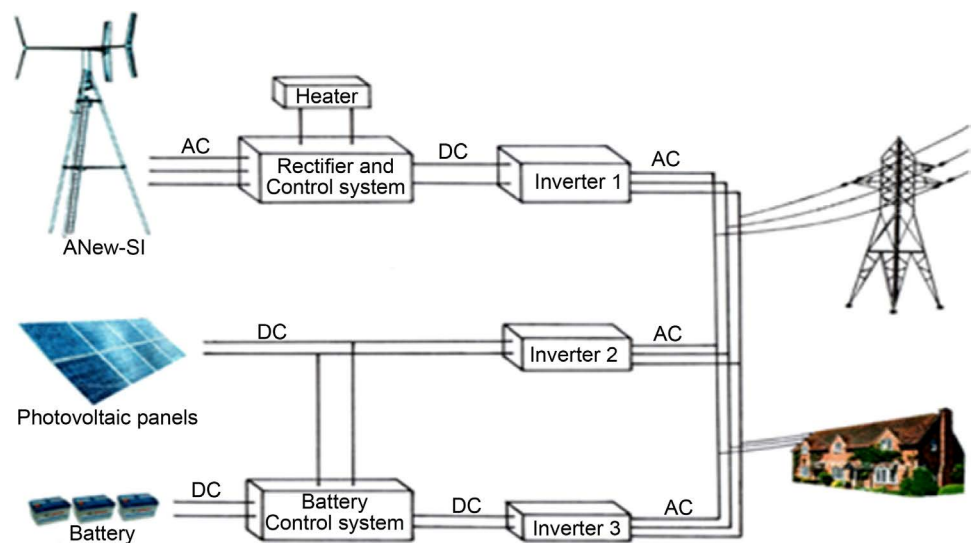 Heater
AC
Rectifier and
Control system
DC
Inverter 1
AC
ANew-SI
DC
Inverter 2
AC
Photovoltaic panels
DC
Battery
Control system
DC
Inverter 3
AC
Battery